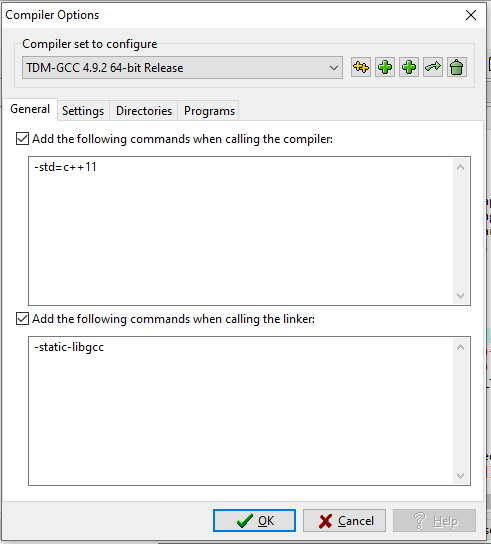 Compiler Options
Compiler set to configure
TDM-GCC 4.9.2 64-bit Release
General Settings Directories Programs
Add the following commands when calling the compiler:
-std=c++11
Add the following commands when calling the linker:
-static-libgcc
OK Cancel Help